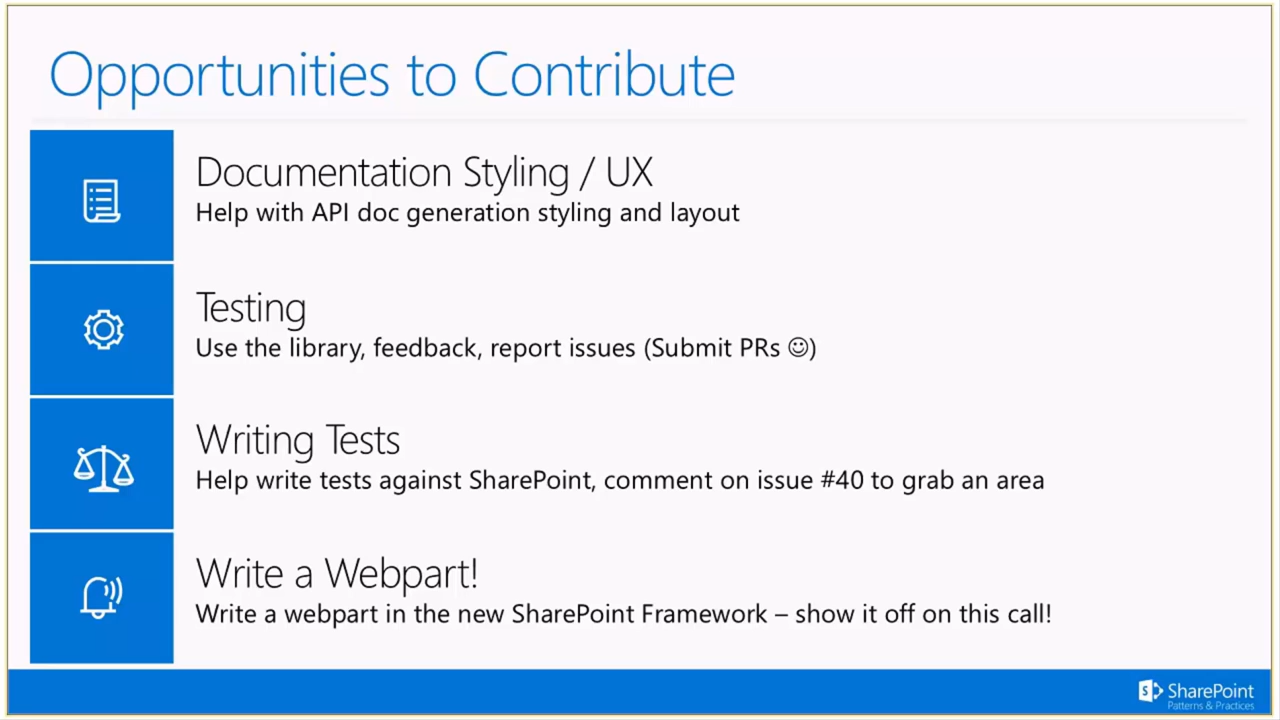 Opportunities to Contribute
Documentation Styling / UX
Help with API doc generation styling and layout
Testing
Use the library, feedback, report issues (Submit PRs ☺)
Writing Tests
Help write tests against SharePoint, comment on issue #40 to grab an area
Write a Webpart!
Write a webpart in the new SharePoint Framework – show it off on this call!
S
SharePoint
Patterns & Practices